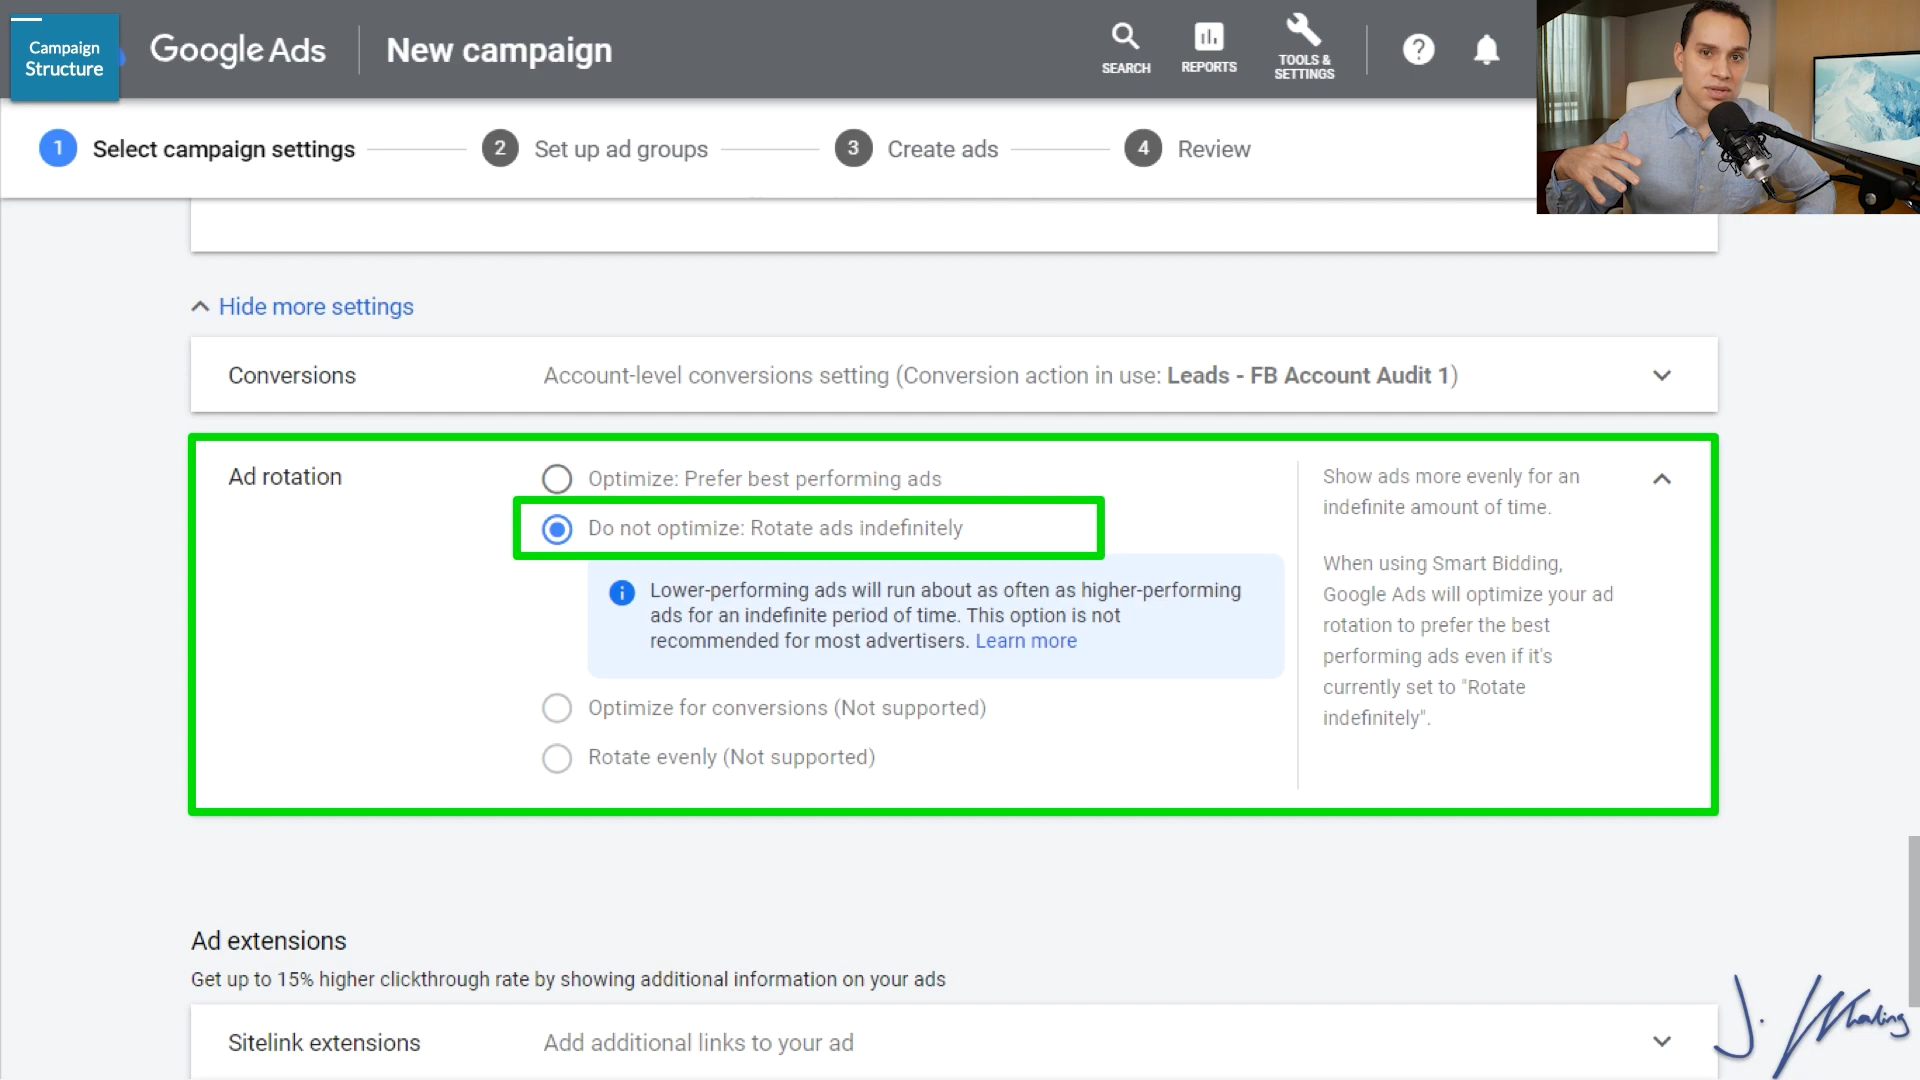 Campaign
Structure
Google Ads
New campaign
SEARCH
REPORTS
TOOLS &
SETTINGS
1 Select campaign settings
2 Set up ad groups
3 Create ads
4 Review
Hide more settings
Conversions
Account-level conversions setting (Conversion action in use: Leads - FB Account Audit 1)
Ad rotation
Optimize: Prefer best performing ads
Do not optimize: Rotate ads indefinitely
Lower-performing ads will run about as often as higher-performing
ads for an indefinite period of time. This option is not
recommended for most advertisers. Learn more
Optimize for conversions (Not supported)
Rotate evenly (Not supported)
Show ads more evenly for an
indefinite amount of time.
When using Smart Bidding,
Google Ads will optimize your ad
rotation to prefer the best
performing ads even if it's
currently set to "Rotate
indefinitely".
Ad extensions
Get up to 15% higher clickthrough rate by showing additional information on your ads
Sitelink extensions
Add additional links to your ad